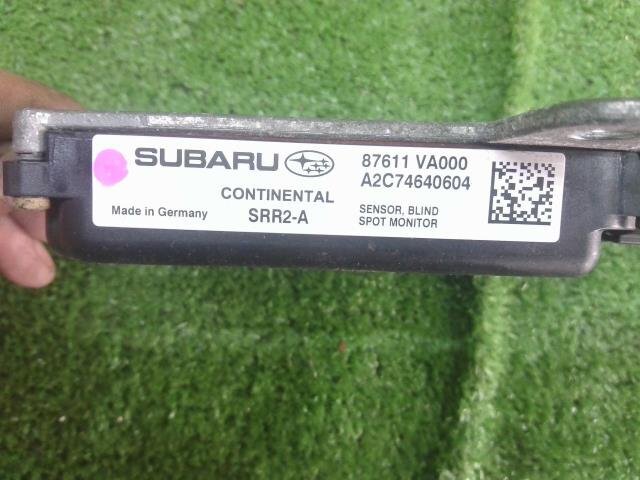 SUBARU
87611 VA000
A2C74640604
CONTINENTAL
Made in Germany
SRR2-A
SENSOR, BLIND
SPOT MONITOR